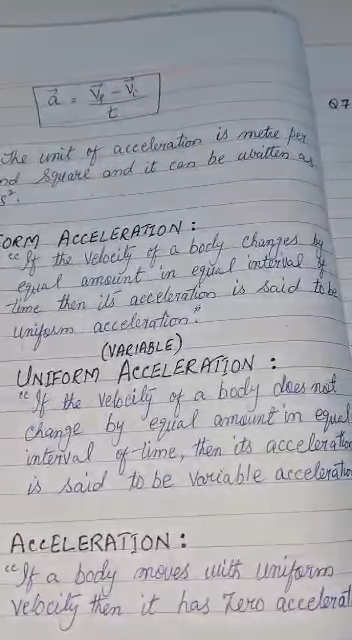 a⃗ = v⃗f - v⃗i / t
Q7
The unit of acceleration is metre per
nd square and it can be written as
s².
FORM ACCELERATION:
"If the velocity of a body changes by
equal amount in equal interval of
time then its acceleration is said to be
uniform acceleration."
(VARIABLE)
UNIFORM ACCELERATION:
"If the velocity of a body does not
change by equal amount in equal
interval of time, then its acceleration
is said to be variable acceleratio
ACCELERATION:
"If a body moves with uniform
velocity then it has zero accelerat